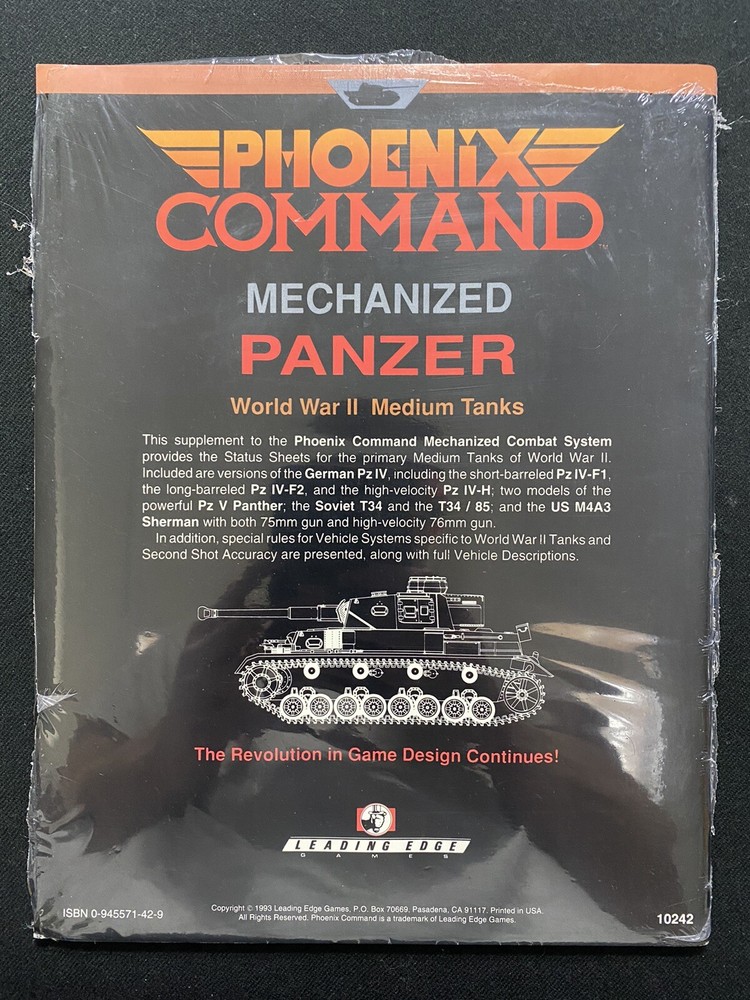 PHOENiX
COMMAND™
MECHANIZED
PANZER
World War II Medium Tanks
This supplement to the Phoenix Command Mechanized Combat System
provides the Status Sheets for the primary Medium Tanks of World War II.
Included are versions of the German Pz IV, including the short-barreled Pz IV-F1,
the long-barreled Pz IV-F2, and the high-velocity Pz IV-H; two models of the
powerful Pz V Panther; the Soviet T34 and the T34 / 85; and the US M4A3
Sherman with both 75mm gun and high-velocity 76mm gun.
In addition, special rules for Vehicle Systems specific to World War II Tanks and
Second Shot Accuracy are presented, along with full Vehicle Descriptions.
The Revolution in Game Design Continues!
LEADING EDGE
GAMES
ISBN 0-945571-42-9
Copyright © 1993 Leading Edge Games, P.O. Box 70669, Pasadena, CA 91117. Printed in USA.
All Rights Reserved. Phoenix Command is a trademark of Leading Edge Games.
10242